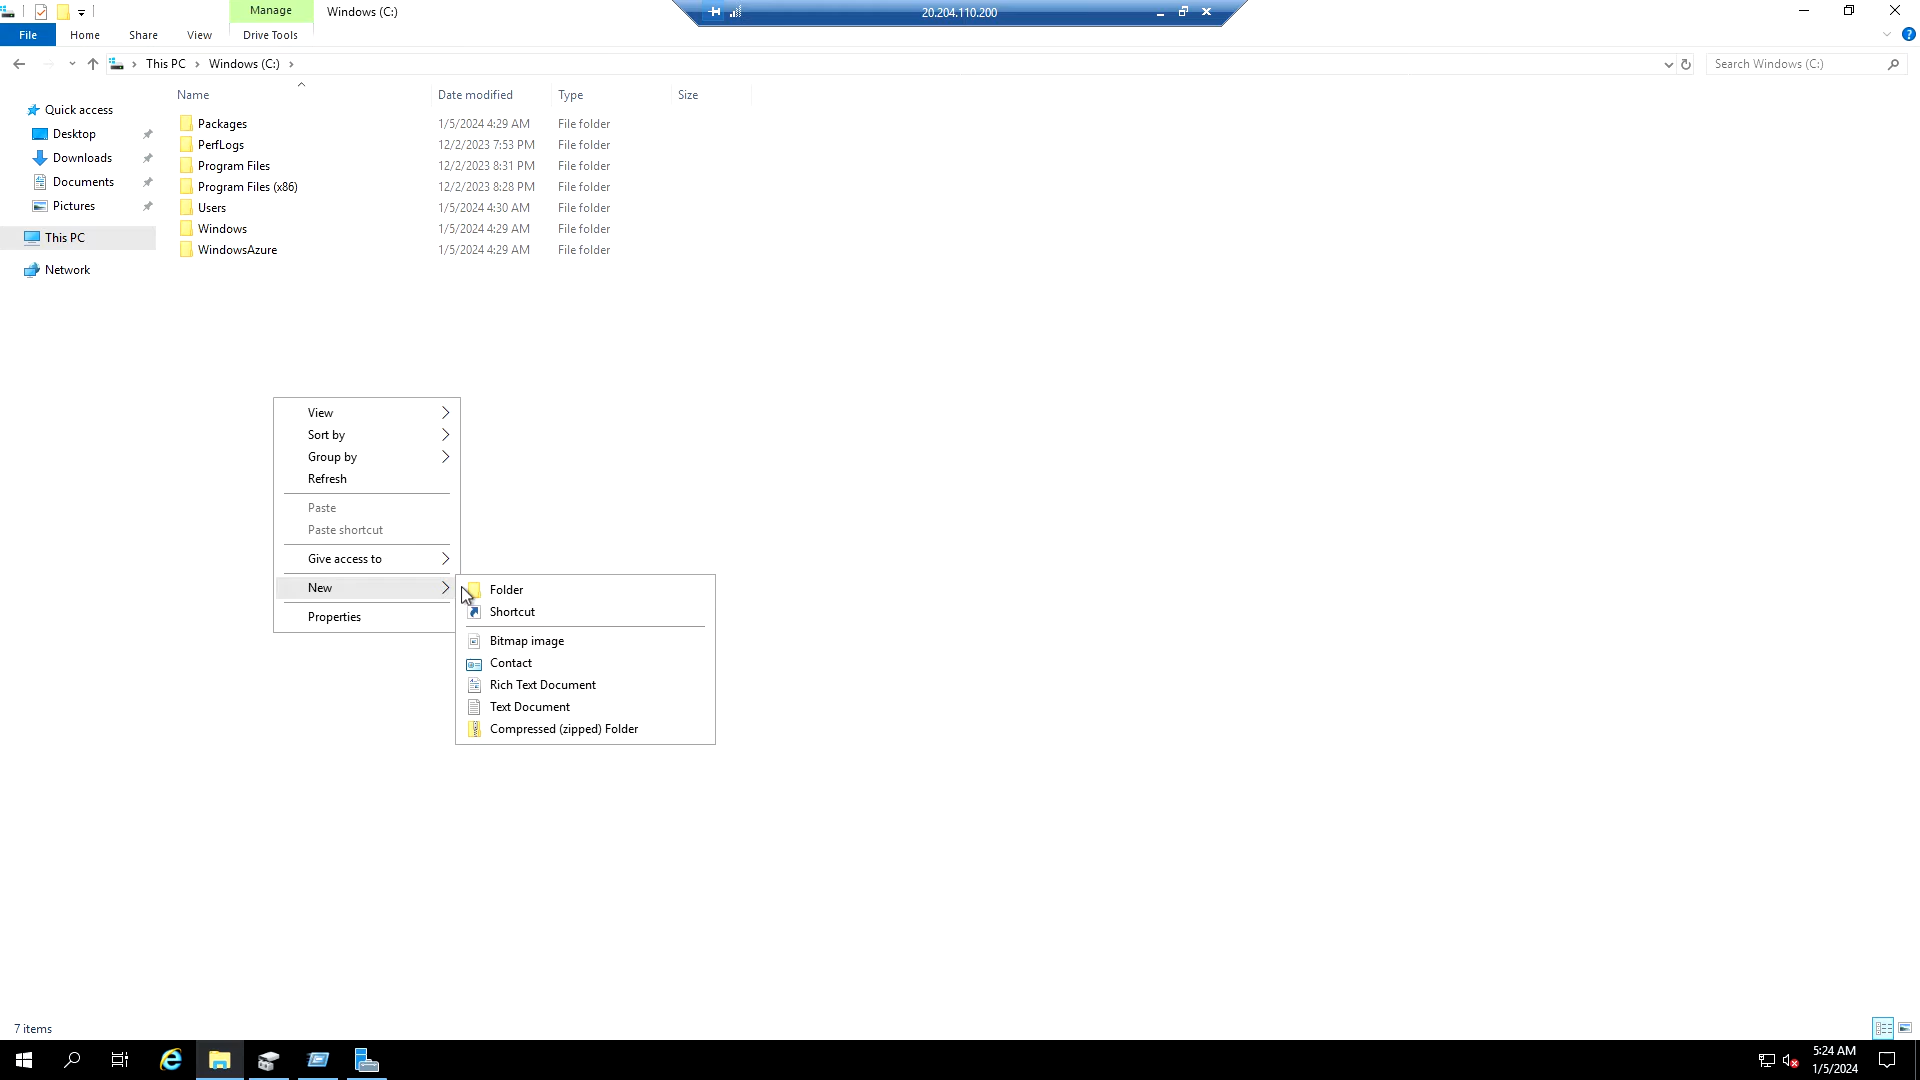 Manage
Windows (C:)
20.204.110.200
File
Home
Share
View
Drive Tools
This PC
Windows (C:)
Search Windows (C:)
Name
Date modified
Type
Size
Quick access
Desktop
Downloads
Documents
Pictures
This PC
Network
Packages 1/5/2024 4:29 AM File folder
PerfLogs 12/2/2023 7:53 PM File folder
Program Files 12/2/2023 8:31 PM File folder
Program Files (x86) 12/2/2023 8:28 PM File folder
Users 1/5/2024 4:30 AM File folder
Windows 1/5/2024 4:29 AM File folder
WindowsAzure 1/5/2024 4:29 AM File folder
View
Sort by
Group by
Refresh
Paste
Paste shortcut
Give access to
New
Properties
Folder
Shortcut
Bitmap image
Contact
Rich Text Document
Text Document
Compressed (zipped) Folder
7 items
5:24 AM
1/5/2024